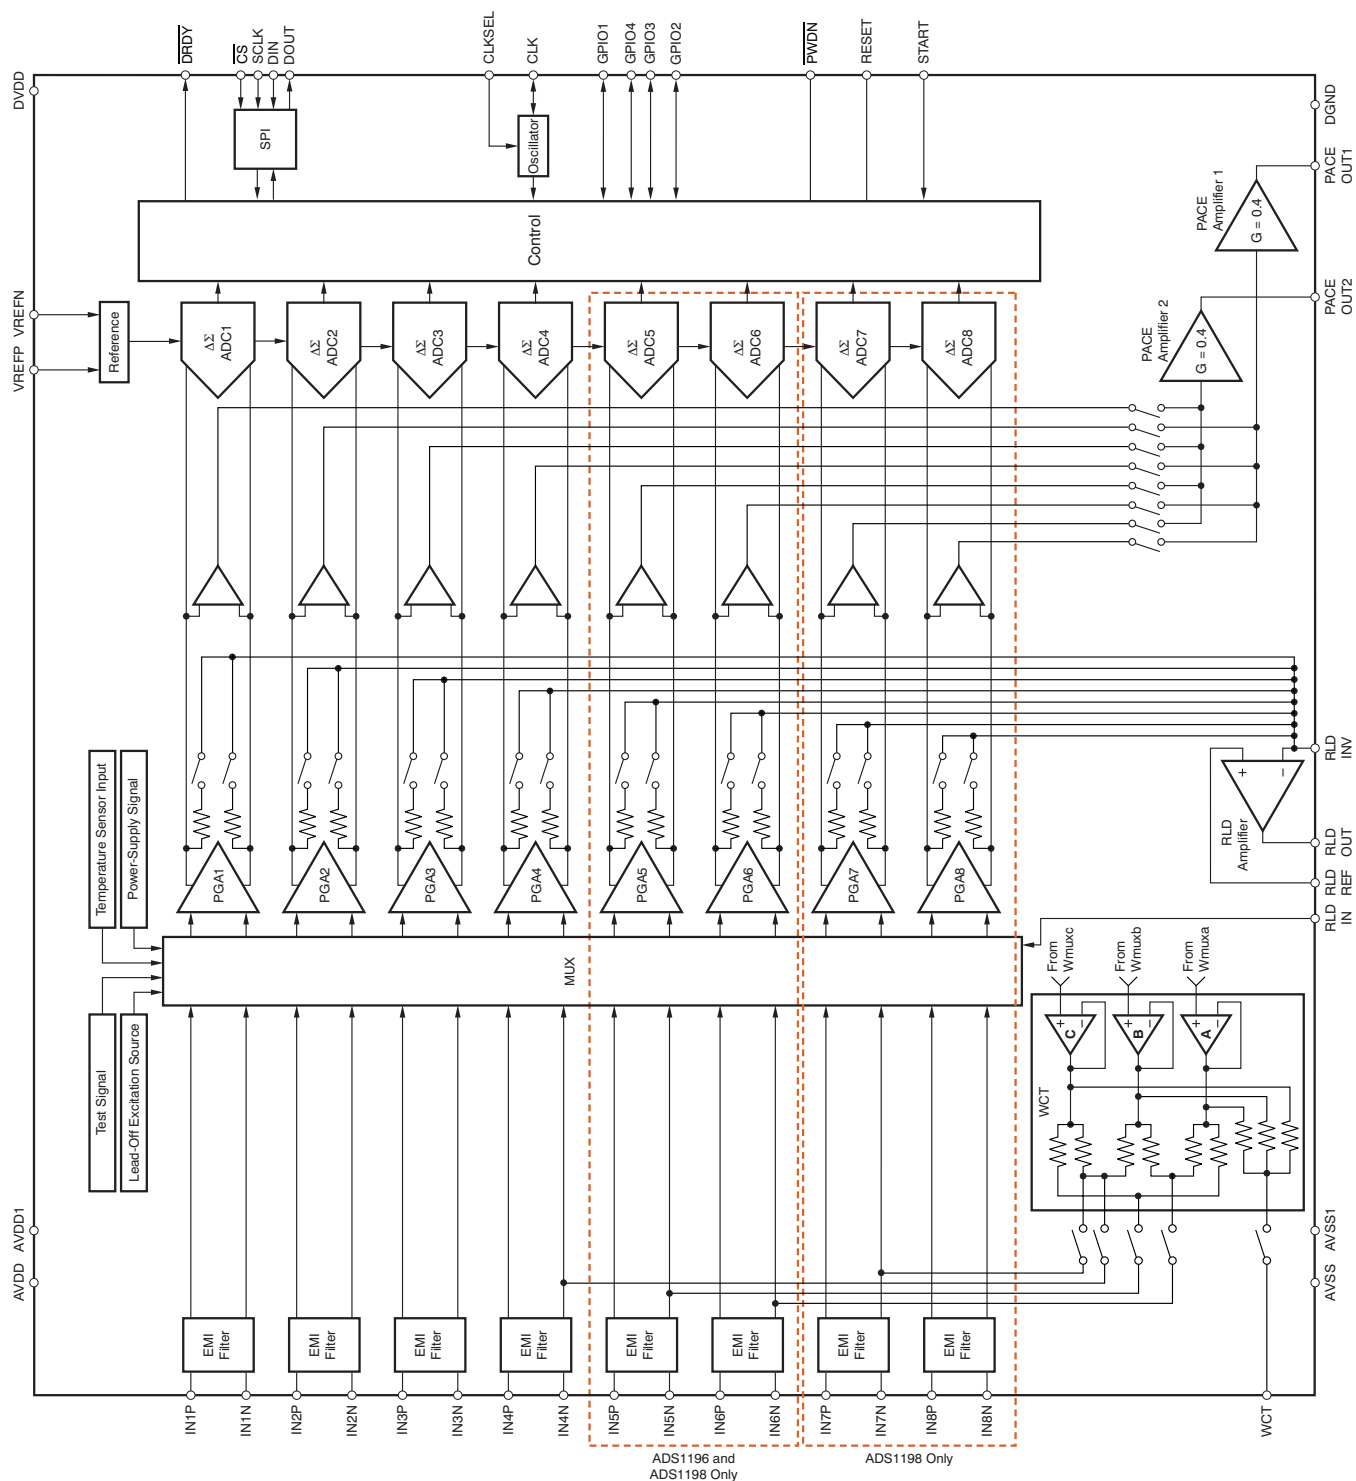 DRDY
CS
SCLK
DIN
DOUT
CLKSEL
CLK
GPIO1
GPIO4
GPIO3
GPIO2
PWDN
RESET
START
DVDD
DGND
SPI
Oscillator
Control
PACE
OUT1
PACE
Amplifier 1
G = 0.4
PACE
OUT2
PACE
Amplifier 2
G = 0.4
VREFP
VREFN
Reference
ΔΣ
ADC1
ΔΣ
ADC2
ΔΣ
ADC3
ΔΣ
ADC4
ΔΣ
ADC5
ΔΣ
ADC6
ΔΣ
ADC7
ΔΣ
ADC8
Temperature Sensor Input
Power-Supply Signal
PGA1
PGA2
PGA3
PGA4
PGA5
PGA6
PGA7
PGA8
+
−
RLD
Amplifier
RLD
INV
RLD
OUT
RLD
REF
RLD
IN
MUX
Test Signal
Lead-Off Excitation Source
From
Wmuxc
From
Wmuxb
From
Wmuxa
+
−
C
+
−
B
+
−
A
WCT
AVDD
AVDD1
AVSS
AVSS1
EMI
Filter
EMI
Filter
EMI
Filter
EMI
Filter
EMI
Filter
EMI
Filter
EMI
Filter
EMI
Filter
IN1P
IN1N
IN2P
IN2N
IN3P
IN3N
IN4P
IN4N
IN5P
IN5N
IN6P
IN6N
IN7P
IN7N
IN8P
IN8N
WCT
ADS1196 and
ADS1198 Only
ADS1198 Only